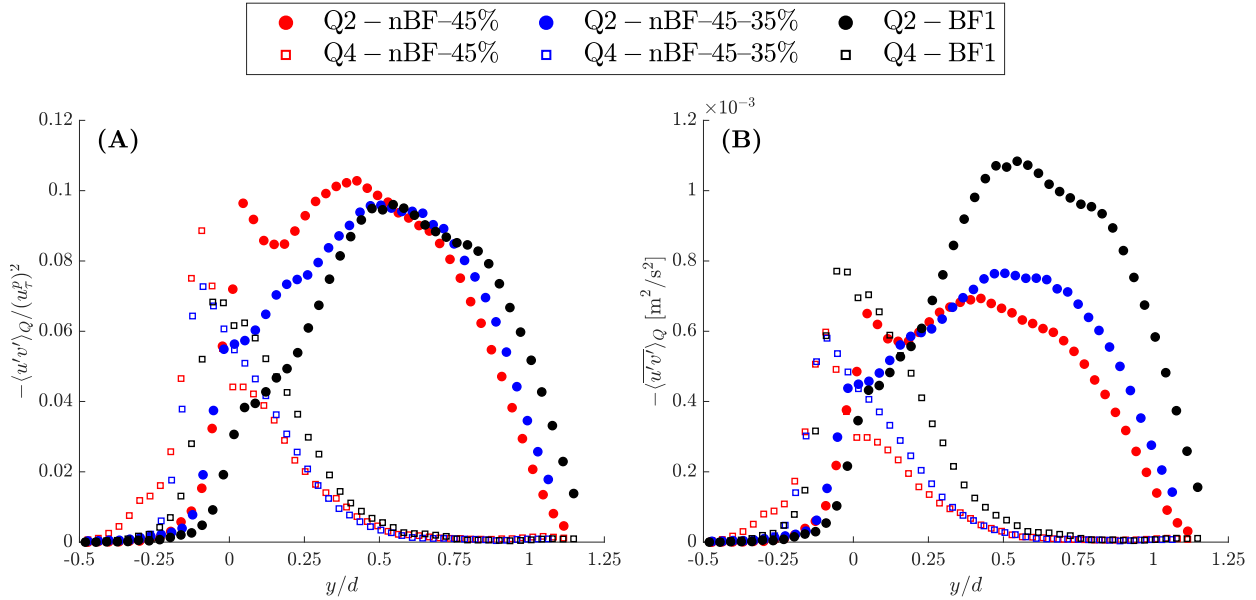 Q2 – nBF–45% Q2 – nBF–45–35% Q2 – BF1
Q4 – nBF–45% Q4 – nBF–45–35% Q4 – BF1
(A)
0.12
0.1
0.08
0.06
0.04
0.02
0
-0.5 -0.25 0 0.25 0.5 0.75 1 1.25
y/d
−⟨u′v′⟩Q/(uτᵖ)²
×10⁻³
(B)
1.2
1
0.8
0.6
0.4
0.2
0
-0.5 -0.25 0 0.25 0.5 0.75 1 1.25
y/d
−⟨u′v′⟩Q [m²/s²]